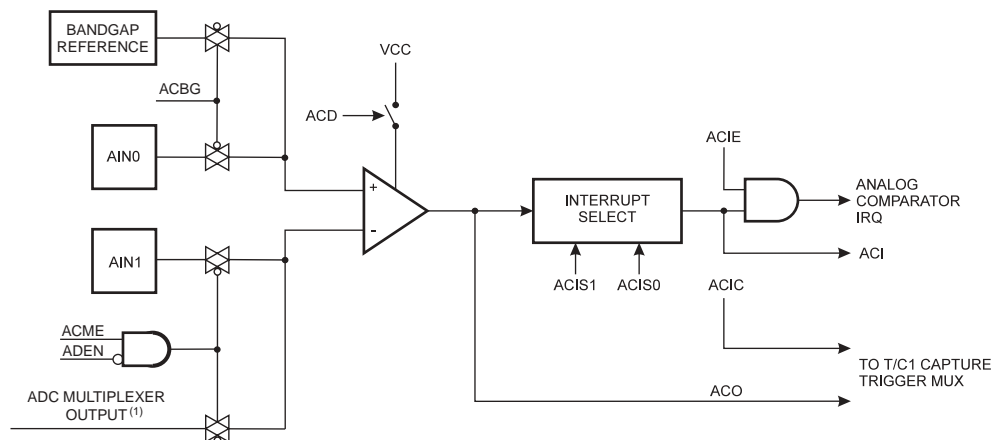 BANDGAP
REFERENCE
VCC
ACBG
ACD
AIN0
ACIE
+
INTERRUPT
SELECT
ANALOG
COMPARATOR
IRQ
-
AIN1
ACI
ACIS1 ACIS0 ACIC
ACME
ADEN
TO T/C1 CAPTURE
TRIGGER MUX
ADC MULTIPLEXER
OUTPUT (1)
ACO